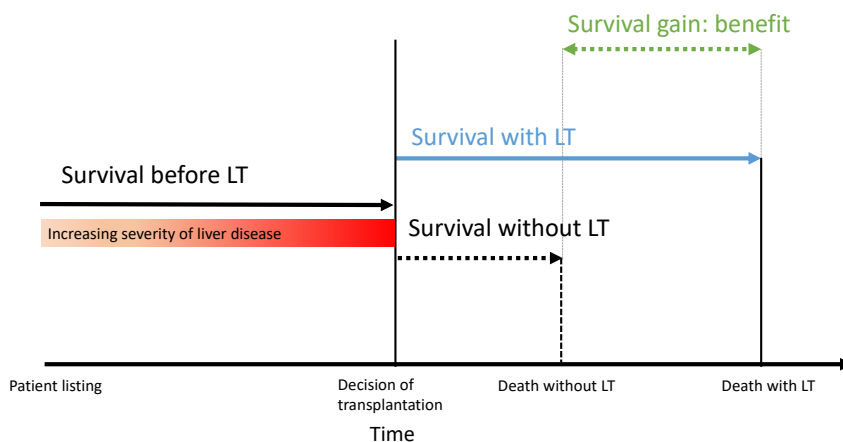 Survival gain: benefit
Survival with LT
Survival before LT
Survival without LT
Increasing severity of liver disease
Patient listing
Decision of
transplantation
Death without LT
Death with LT
Time